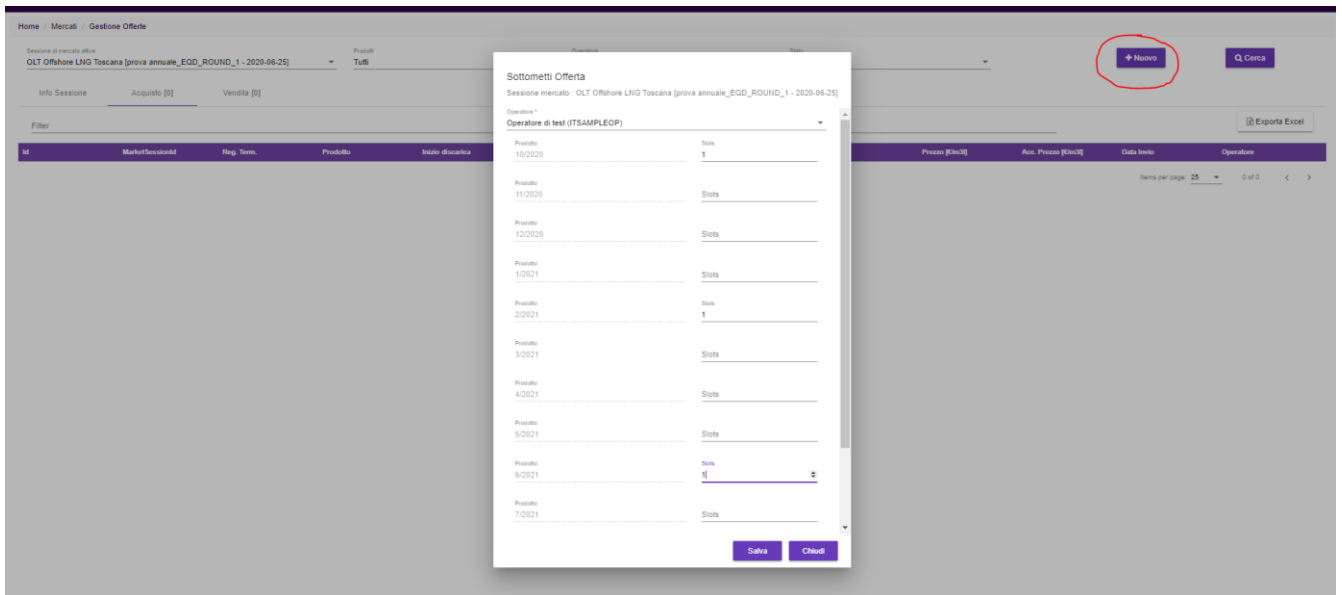 Home / Mercati / Gestione Offerte
Sessione di mercato attive
OLT Offshore LNG Toscana [prova annuale_EQD_ROUND_1 - 2020-06-25]
Prodotti
Tutti
Operatore
Stato
+ Nuovo
Cerca
Info Sessione
Acquisto [0]
Vendita [0]
Filter
Exporta Excel
Id
MarketSessionId
Reg. Term.
Prodotto
Inizio discarica
Prezzo [€/m3l]
Acc. Prezzo [€/m3l]
Data Invio
Operatore
Items per page: 25
0 of 0
Sottometti Offerta
Sessione mercato : OLT Offshore LNG Toscana [prova annuale_EQD_ROUND_1 - 2020-06-25]
Operatore *
Operatore di test (ITSAMPLEOP)
Prodotto
10/2020
Slots
1
Prodotto
11/2020
Slots
Prodotto
12/2020
Slots
Prodotto
1/2021
Slots
Prodotto
2/2021
Slots
1
Prodotto
3/2021
Slots
Prodotto
4/2021
Slots
Prodotto
5/2021
Slots
Prodotto
6/2021
Slots
1
Prodotto
7/2021
Slots
Salva
Chiudi